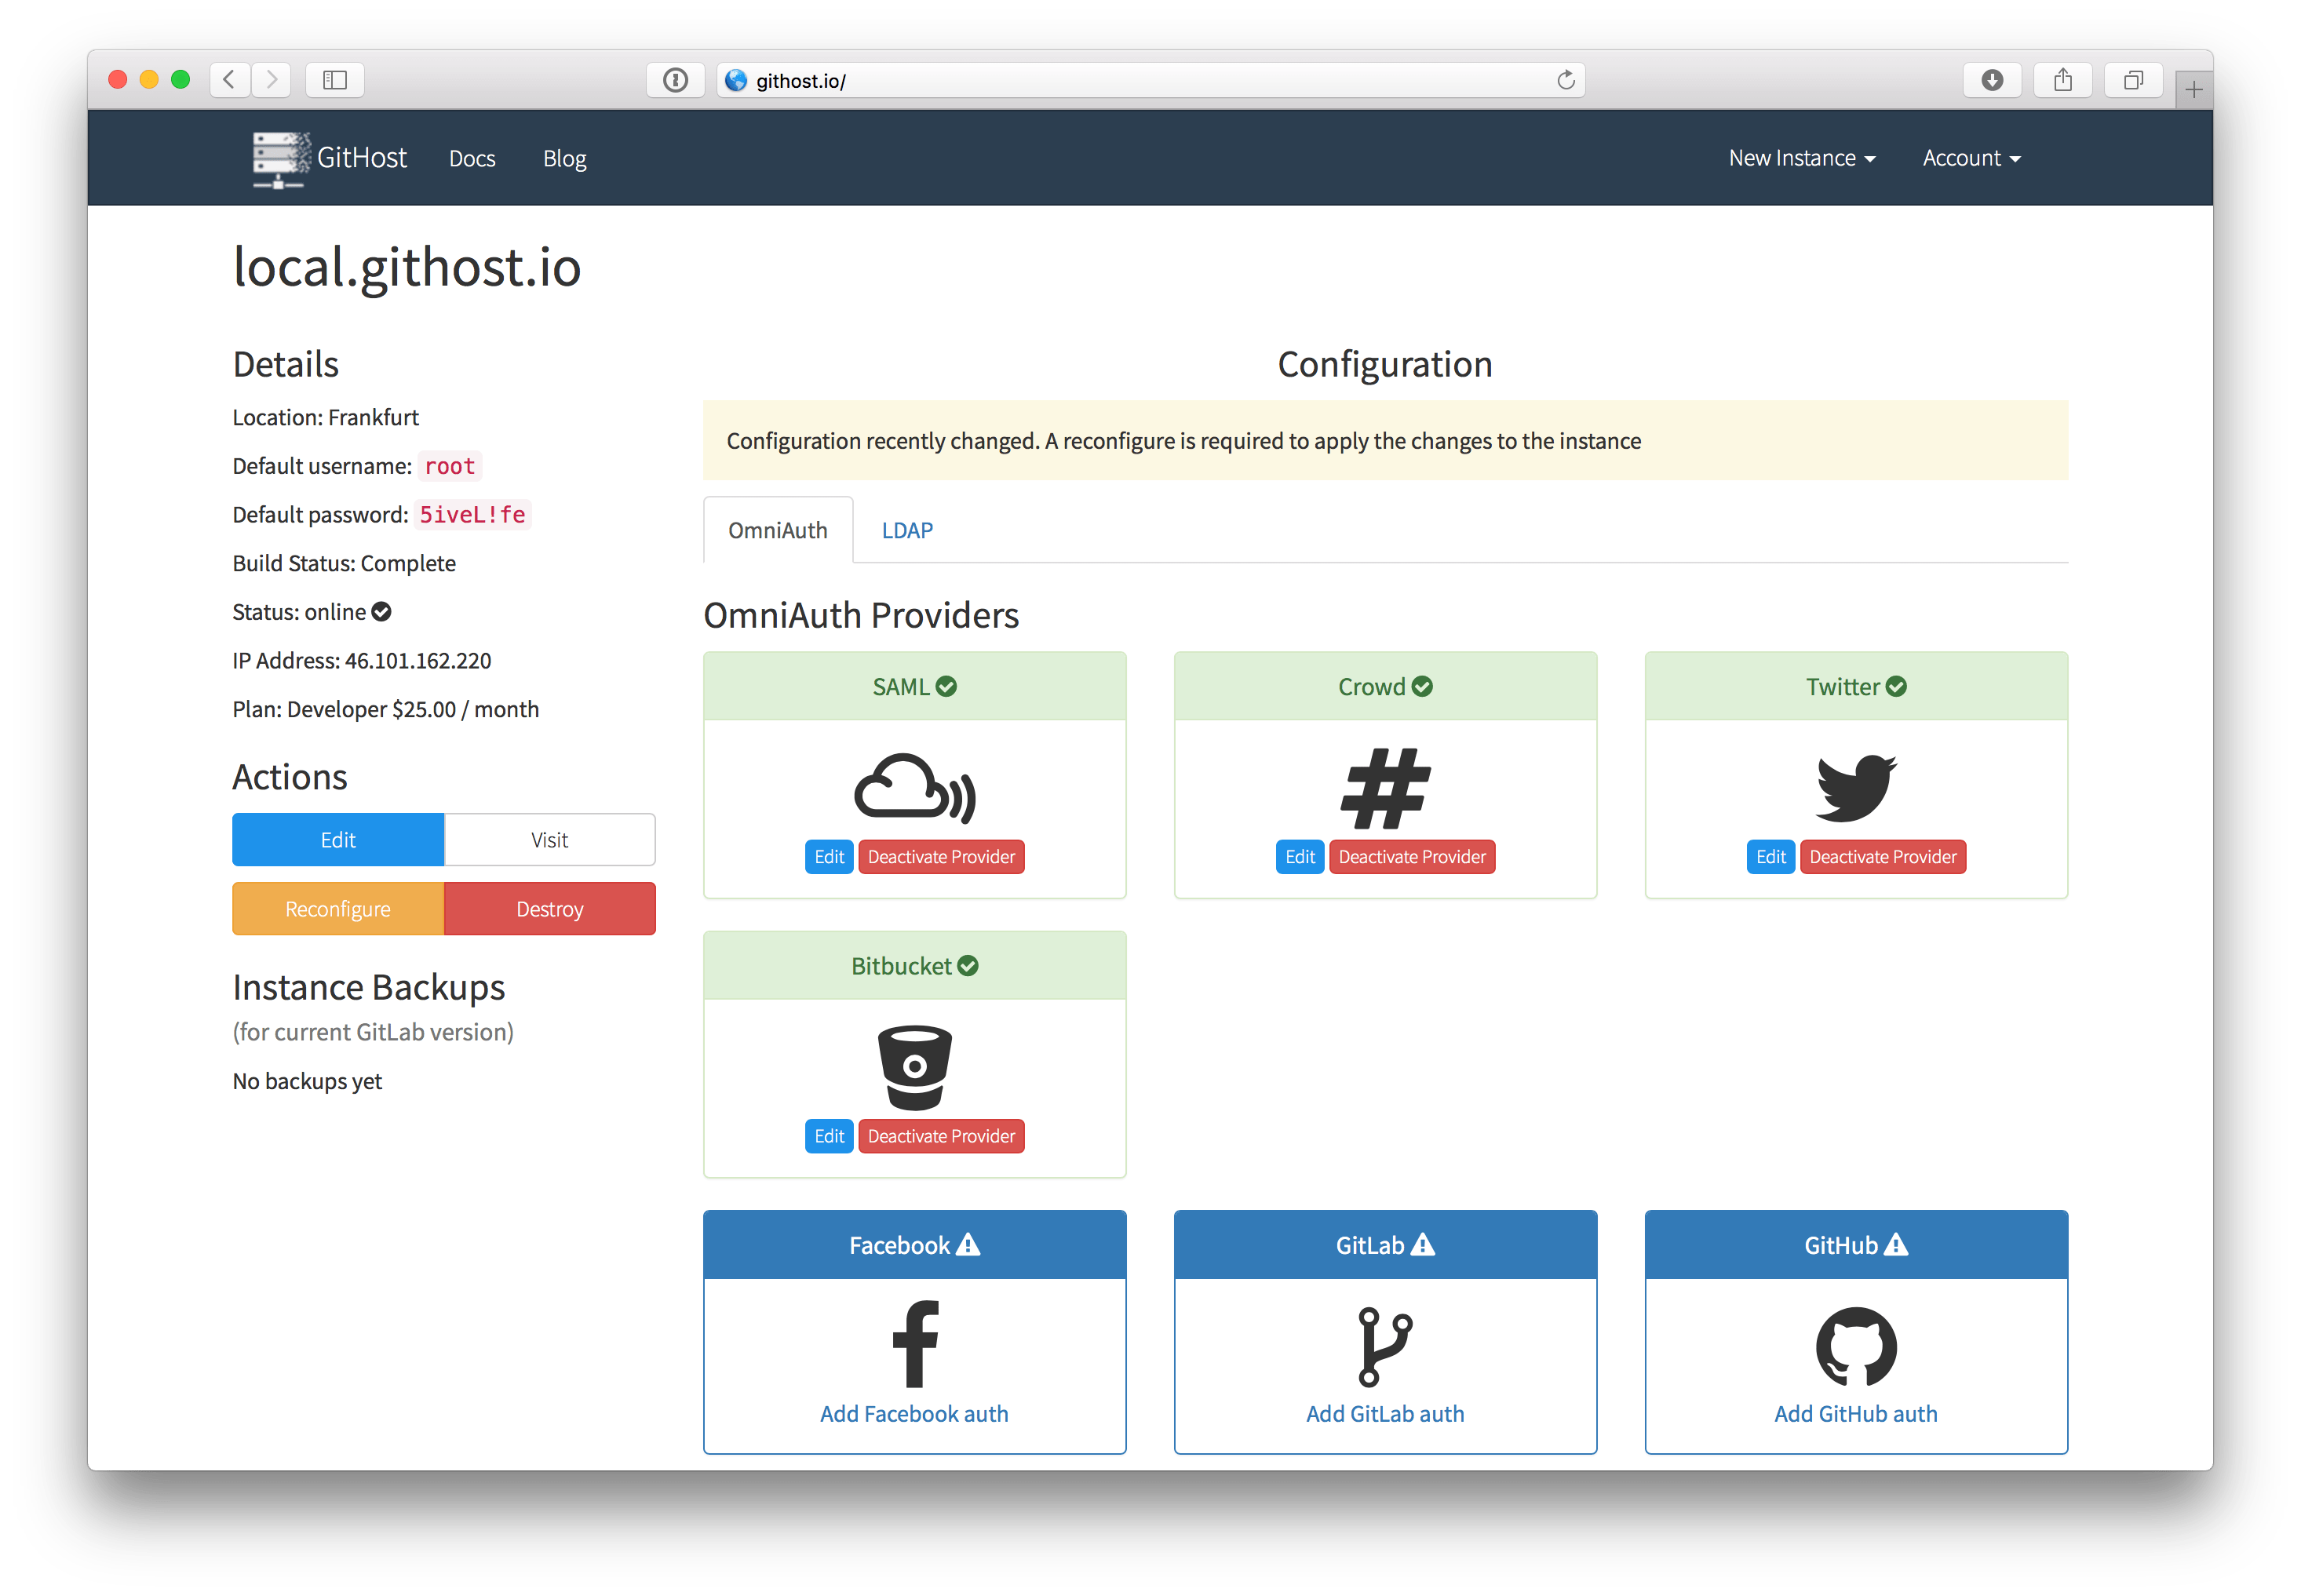 githost.io/
GitHost Docs Blog New Instance Account
local.githost.io
Details
Location: Frankfurt
Default username: root
Default password: 5iveL!fe
Build Status: Complete
Status: online
IP Address: 46.101.162.220
Plan: Developer $25.00 / month
Actions
Edit Visit
Reconfigure Destroy
Instance Backups
(for current GitLab version)
No backups yet
Configuration
Configuration recently changed. A reconfigure is required to apply the changes to the instance
OmniAuth LDAP
OmniAuth Providers
SAML Crowd Twitter
Edit Deactivate Provider Edit Deactivate Provider Edit Deactivate Provider
Bitbucket
Edit Deactivate Provider
Facebook GitLab GitHub
Add Facebook auth Add GitLab auth Add GitHub auth